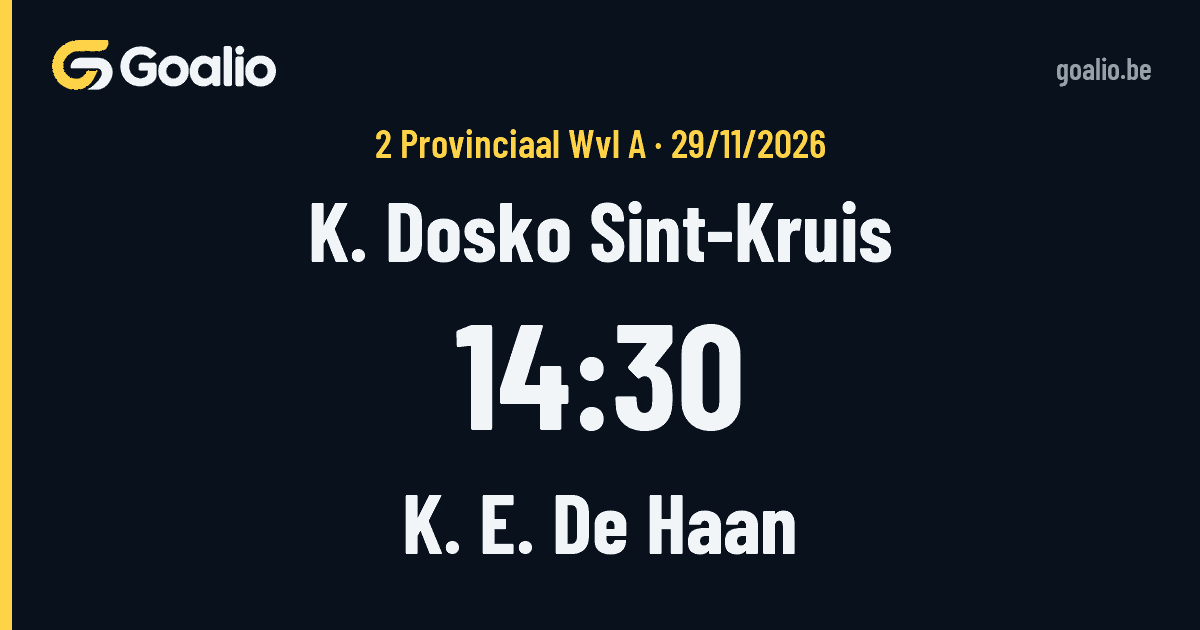 Goalio
goalio.be
2 Provinciaal Wvl A · 29/11/2026
K. Dosko Sint-Kruis
14:30
K. E. De Haan